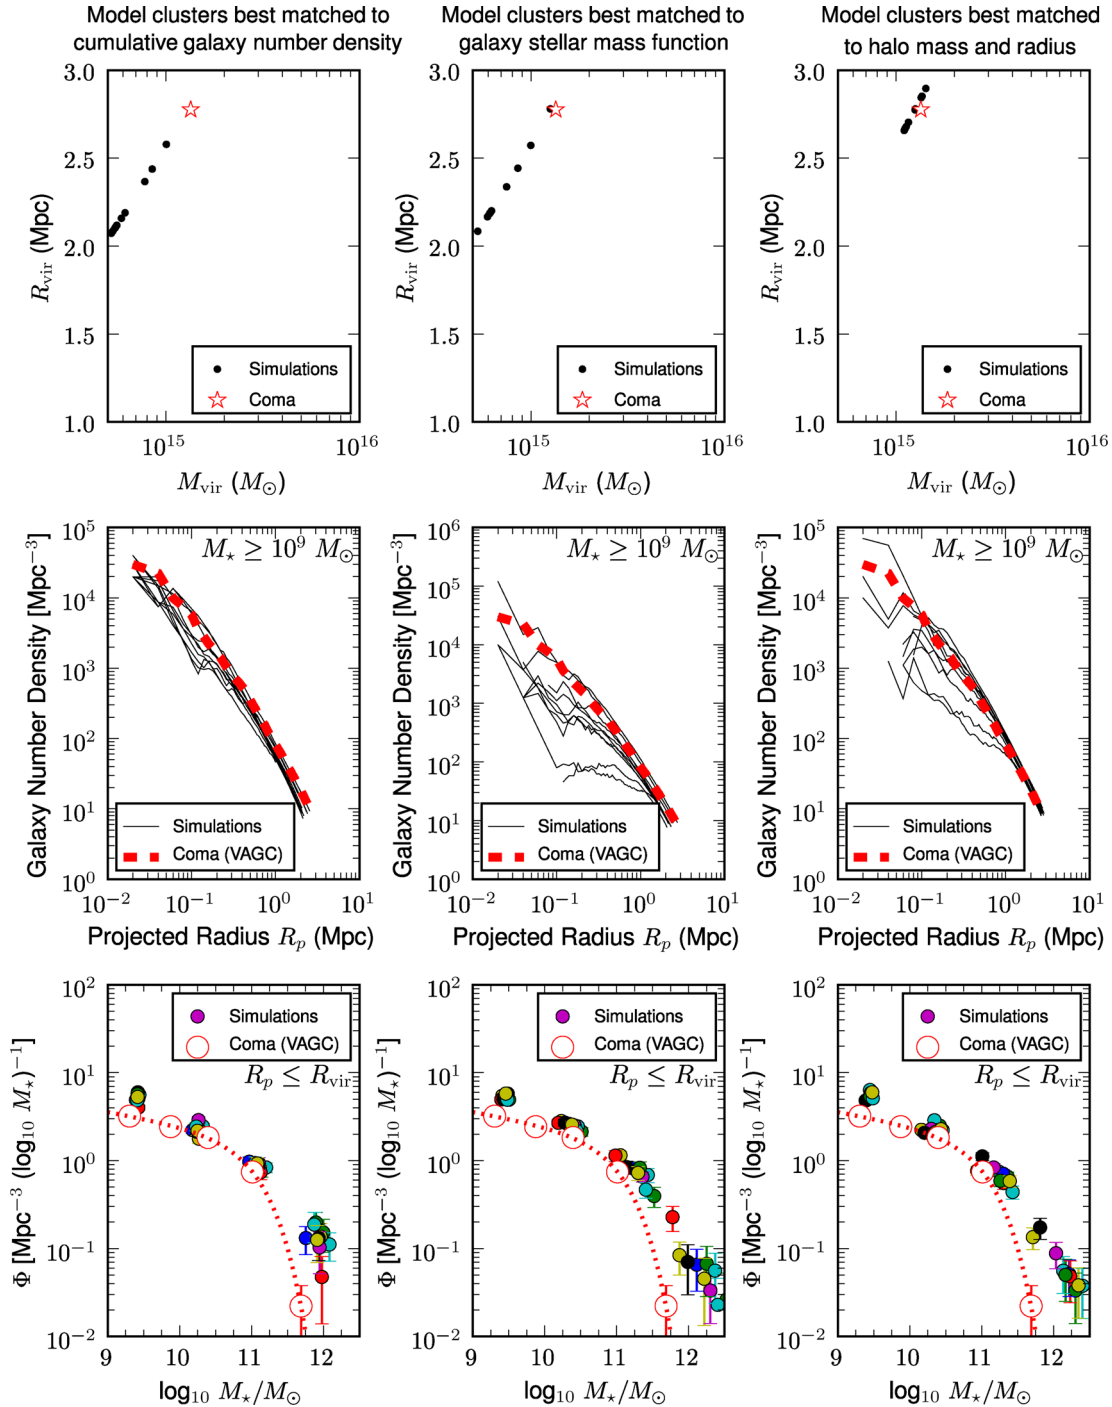 Model clusters best matched to
cumulative galaxy number density
Model clusters best matched to
galaxy stellar mass function
Model clusters best matched
to halo mass and radius
3.0
2.5
2.0
1.5
1.0
R_vir (Mpc)
Simulations
Coma
10^15
10^16
M_vir (M_⊙)
3.0
2.5
2.0
1.5
1.0
R_vir (Mpc)
Simulations
Coma
10^15
10^16
M_vir (M_⊙)
3.0
2.5
2.0
1.5
1.0
R_vir (Mpc)
Simulations
Coma
10^15
10^16
M_vir (M_⊙)
10^5
10^4
10^3
10^2
10^1
10^0
Galaxy Number Density [Mpc^−3]
M_⋆ ≥ 10^9 M_⊙
Simulations
Coma (VAGC)
10^−2
10^−1
10^0
10^1
Projected Radius R_p (Mpc)
10^6
10^5
10^4
10^3
10^2
10^1
10^0
Galaxy Number Density [Mpc^−3]
M_⋆ ≥ 10^9 M_⊙
Simulations
Coma (VAGC)
10^−2
10^−1
10^0
10^1
Projected Radius R_p (Mpc)
10^5
10^4
10^3
10^2
10^1
10^0
Galaxy Number Density [Mpc^−3]
M_⋆ ≥ 10^9 M_⊙
Simulations
Coma (VAGC)
10^−2
10^−1
10^0
10^1
Projected Radius R_p (Mpc)
10^2
10^1
10^0
10^−1
10^−2
Φ [Mpc^−3 (log_10 M_⋆)^−1]
Simulations
Coma (VAGC)
R_p ≤ R_vir
9
10
11
12
log_10 M_⋆/M_⊙
10^2
10^1
10^0
10^−1
10^−2
Φ [Mpc^−3 (log_10 M_⋆)^−1]
Simulations
Coma (VAGC)
R_p ≤ R_vir
9
10
11
12
log_10 M_⋆/M_⊙
10^2
10^1
10^0
10^−1
10^−2
Φ [Mpc^−3 (log_10 M_⋆)^−1]
Simulations
Coma (VAGC)
R_p ≤ R_vir
9
10
11
12
log_10 M_⋆/M_⊙